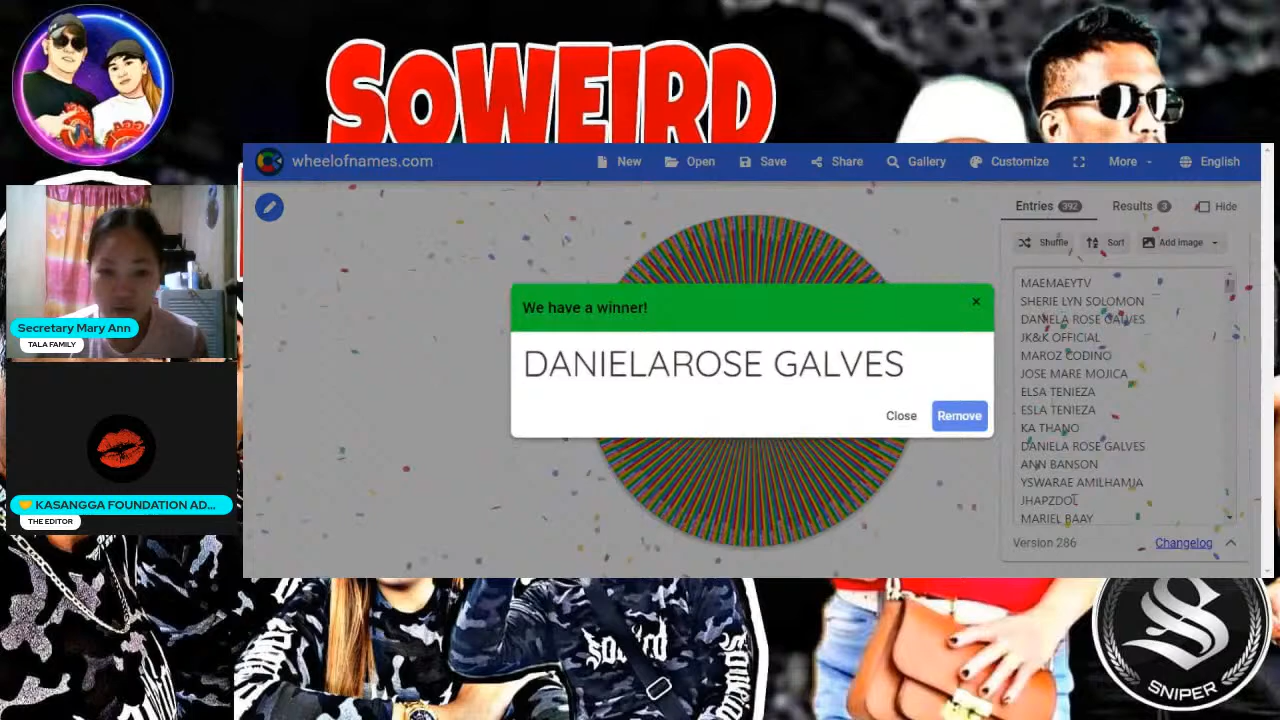 SOWEIRD
wheelofnames.com
New
Open
Save
Share
Gallery
Customize
More
English
Entries 392
Results 3
Hide
Shuffle
Sort
Add image
We have a winner!
×
DANIELAROSE GALVES
Close
Remove
MAEMAEYTV
SHERIE LYN SOLOMON
DANIELA ROSE GALVES
JK&K OFFICIAL
MAROZ CODINO
JOSE MARE MOJICA
ELSA TENIEZA
ESLA TENIEZA
KA THANO
DANIELA ROSE GALVES
ANN BANSON
YSWARAE AMILHAMJA
JHAPZDOL
MARIEL BAAY
Version 286
Changelog
Secretary Mary Ann
TALA FAMILY
KASANGGA FOUNDATION AD...
THE EDITOR
SNIPER